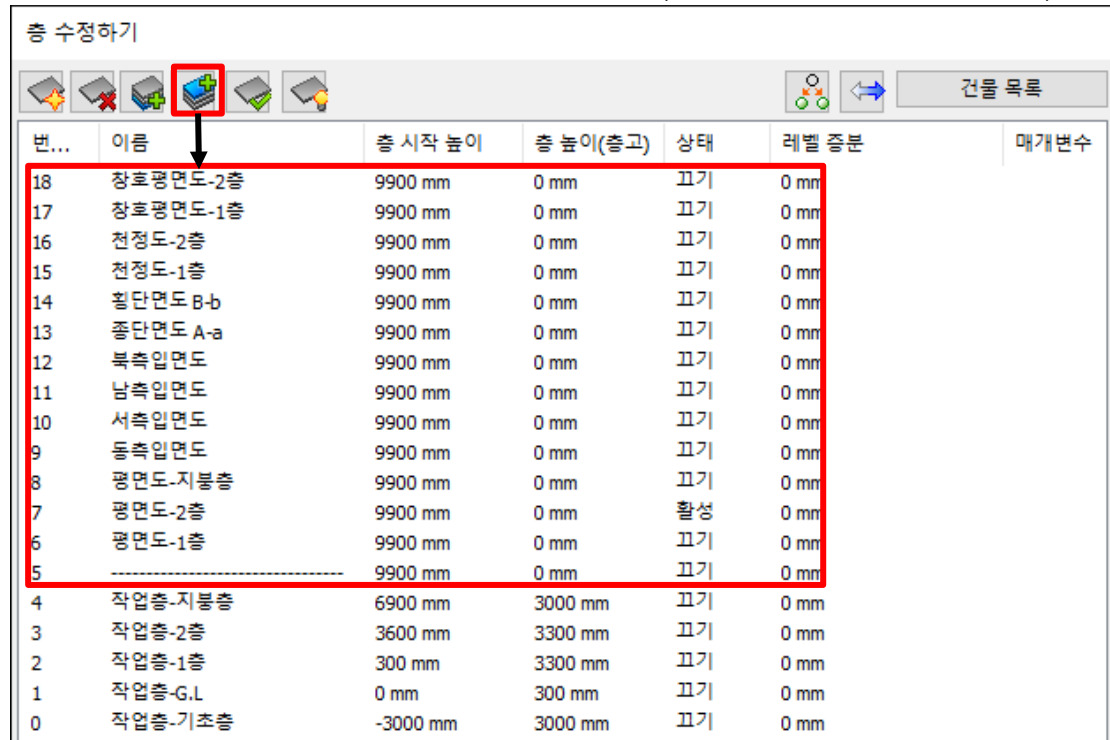 층 수정하기
건물 목록
번... 이름 층 시작 높이 층 높이(층고) 상태 레벨 증분 매개변수
18 창호평면도-2층 9900 mm 0 mm 끄기 0 mm
17 창호평면도-1층 9900 mm 0 mm 끄기 0 mm
16 천정도-2층 9900 mm 0 mm 끄기 0 mm
15 천정도-1층 9900 mm 0 mm 끄기 0 mm
14 횡단면도 B-b 9900 mm 0 mm 끄기 0 mm
13 종단면도 A-a 9900 mm 0 mm 끄기 0 mm
12 북측입면도 9900 mm 0 mm 끄기 0 mm
11 남측입면도 9900 mm 0 mm 끄기 0 mm
10 서측입면도 9900 mm 0 mm 끄기 0 mm
9 동측입면도 9900 mm 0 mm 끄기 0 mm
8 평면도-지붕층 9900 mm 0 mm 끄기 0 mm
7 평면도-2층 9900 mm 0 mm 활성 0 mm
6 평면도-1층 9900 mm 0 mm 끄기 0 mm
5 --------------------------------- 9900 mm 0 mm 끄기 0 mm
4 작업층-지붕층 6900 mm 3000 mm 끄기 0 mm
3 작업층-2층 3600 mm 3300 mm 끄기 0 mm
2 작업층-1층 300 mm 3300 mm 끄기 0 mm
1 작업층-G.L 0 mm 300 mm 끄기 0 mm
0 작업층-기초층 -3000 mm 3000 mm 끄기 0 mm